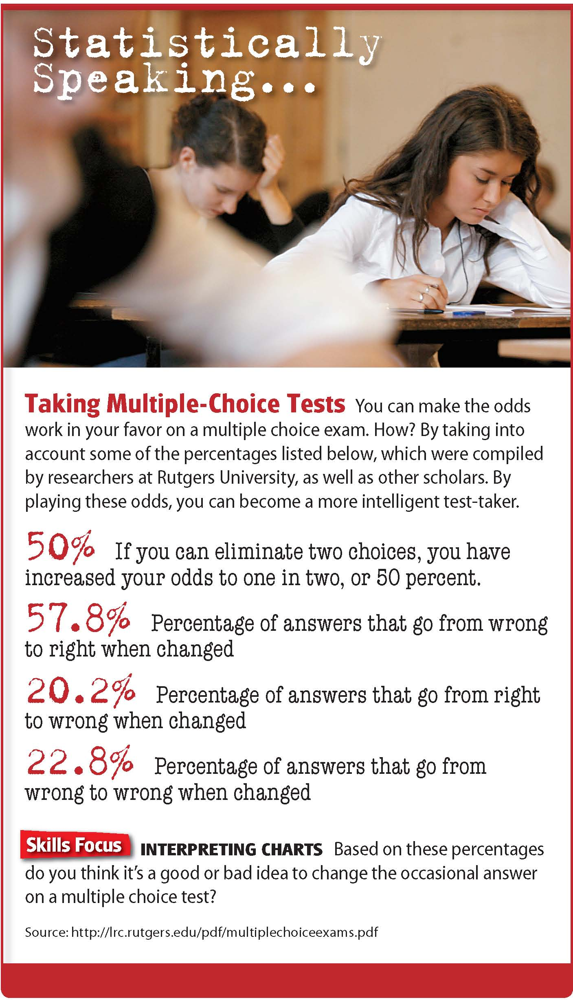 Statistically
Speaking...
Taking Multiple-Choice Tests You can make the odds
work in your favor on a multiple choice exam. How? By taking into
account some of the percentages listed below, which were compiled
by researchers at Rutgers University, as well as other scholars. By
playing these odds, you can become a more intelligent test-taker.
50% If you can eliminate two choices, you have
increased your odds to one in two, or 50 percent.
57.8% Percentage of answers that go from wrong
to right when changed
20.2% Percentage of answers that go from right
to wrong when changed
22.8% Percentage of answers that go from
wrong to wrong when changed
Skills Focus INTERPRETING CHARTS Based on these percentages
do you think it’s a good or bad idea to change the occasional answer
on a multiple choice test?
Source: http://lrc.rutgers.edu/pdf/multiplechoiceexams.pdf